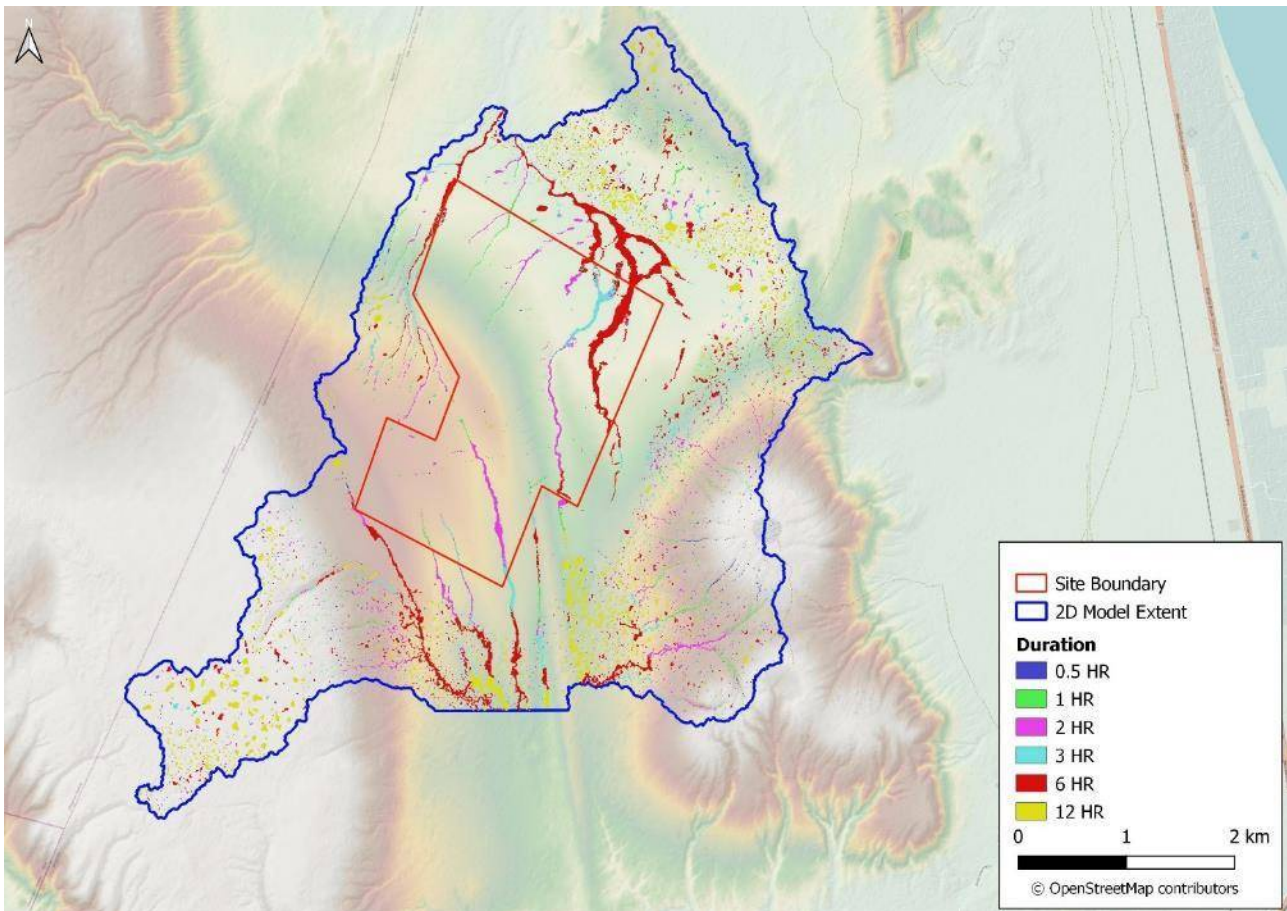 N
Site Boundary
2D Model Extent
Duration
0.5 HR
1 HR
2 HR
3 HR
6 HR
12 HR
0 1 2 km
© OpenStreetMap contributors